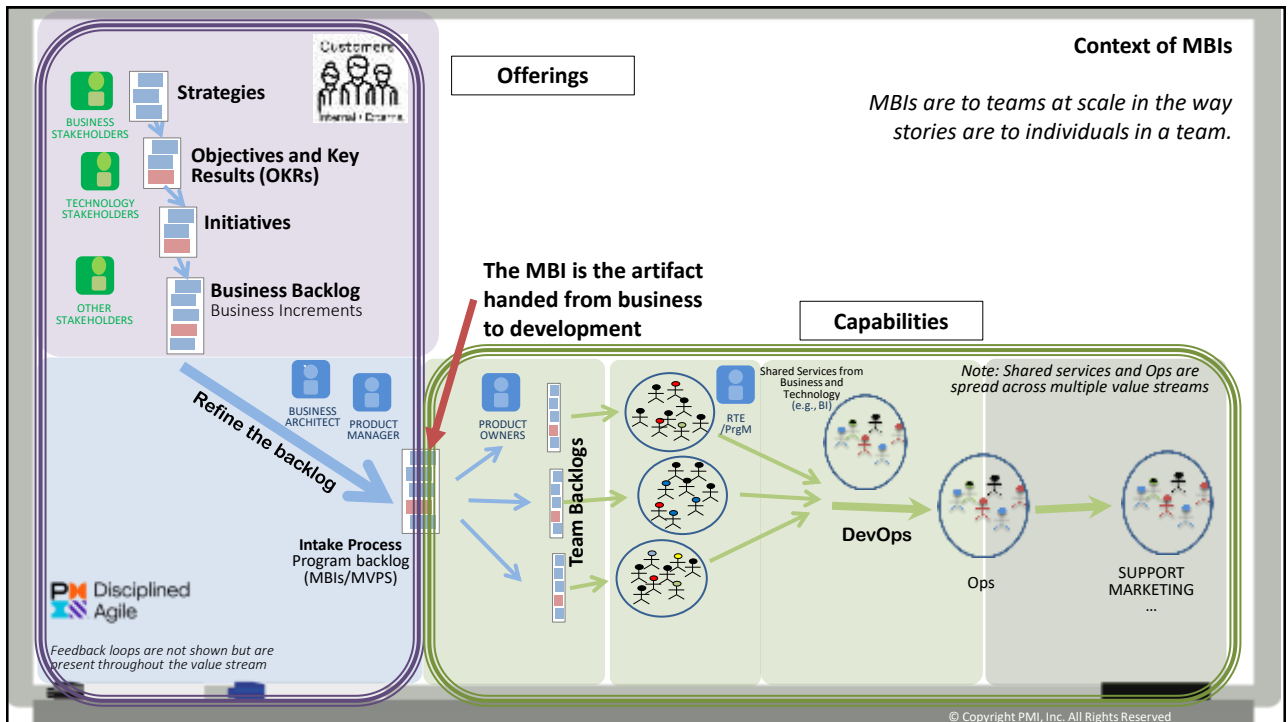 Context of MBIs
MBIs are to teams at scale in the way
stories are to individuals in a team.
Customers
Offerings
Strategies
BUSINESS
STAKEHOLDERS
Objectives and Key
Results (OKRs)
TECHNOLOGY
STAKEHOLDERS
Initiatives
Business Backlog
Business Increments
OTHER
STAKEHOLDERS
The MBI is the artifact
handed from business
to development
Capabilities
Refine the backlog
BUSINESS
ARCHITECT
PRODUCT
MANAGER
PRODUCT
OWNERS
Team Backlogs
RTE
/PrgM
Shared Services from
Business and
Technology
(e.g., BI)
Note: Shared services and Ops are
spread across multiple value streams
Intake Process
Program backlog
(MBIs/MVPS)
DevOps
Ops
SUPPORT
MARKETING
…
Disciplined
Agile
Feedback loops are not shown but are
present throughout the value stream
© Copyright PMI, Inc. All Rights Reserved